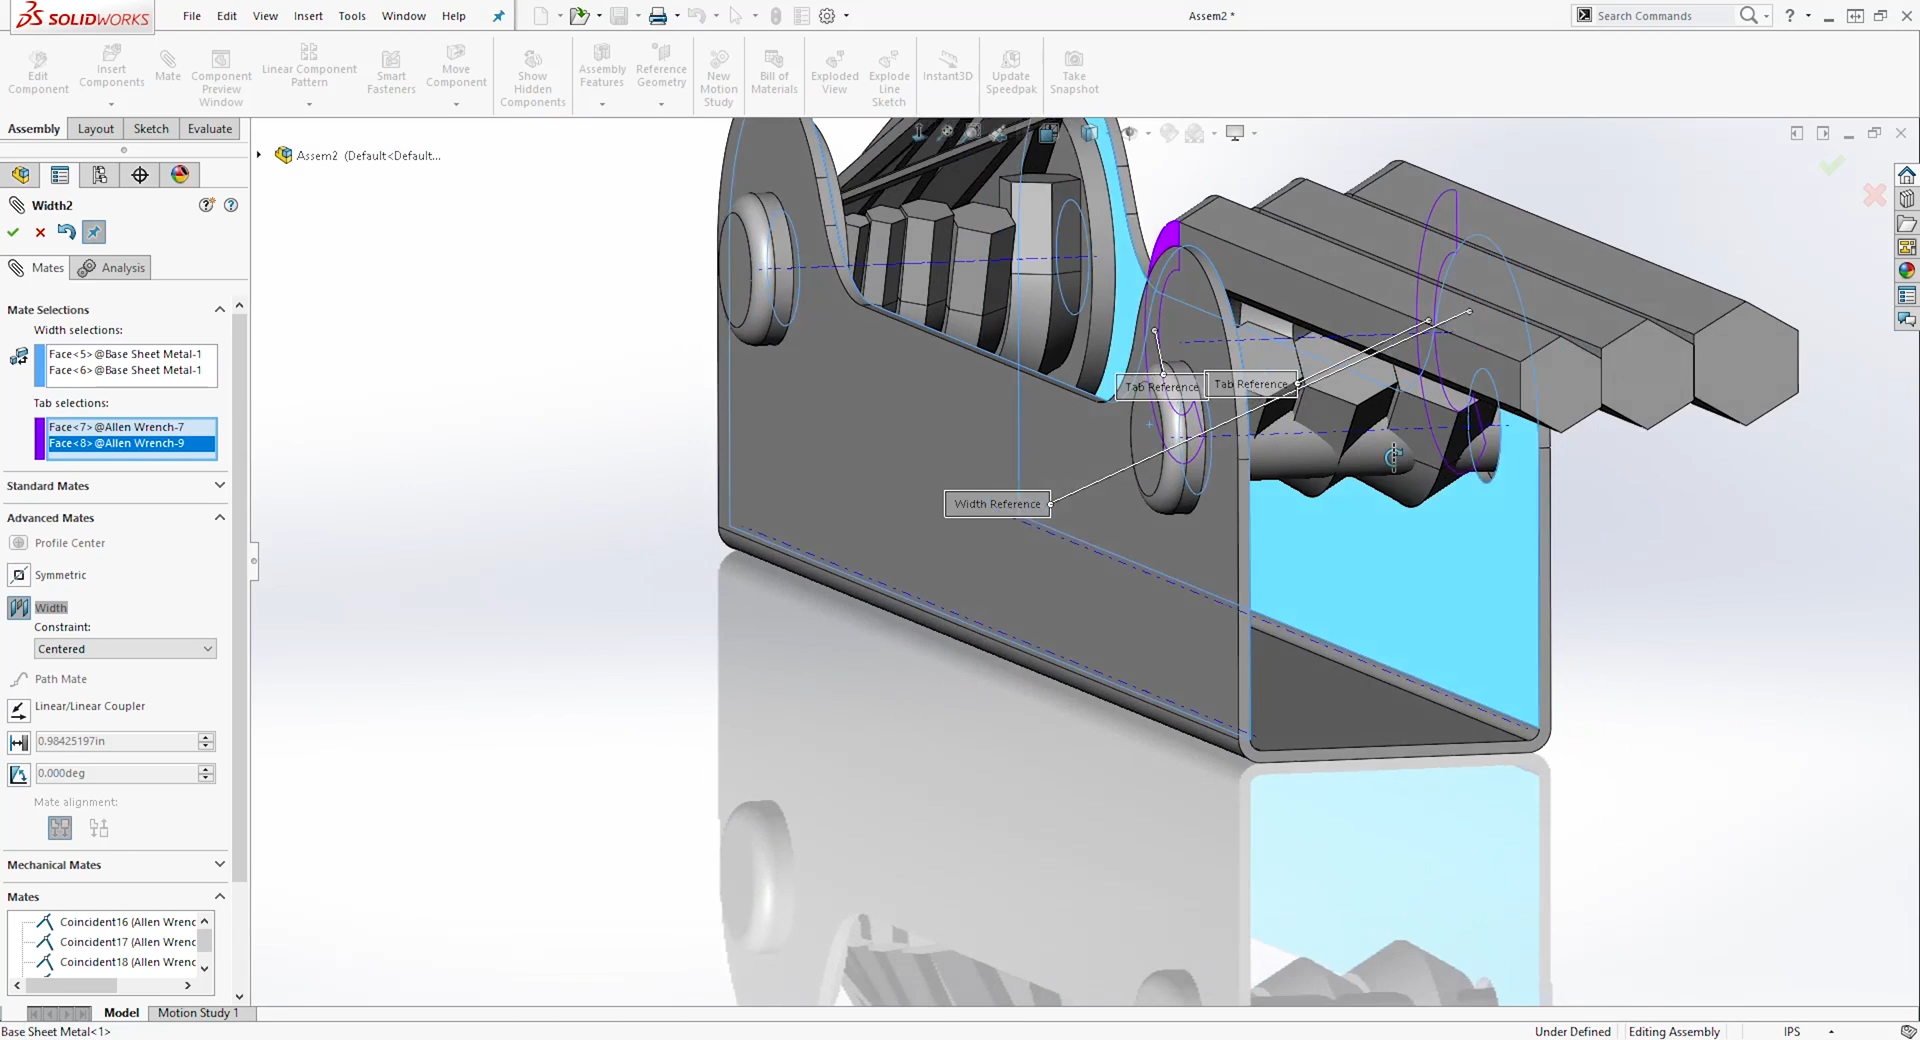 SOLIDWORKS File Edit View Insert Tools Window Help Assem2 * Search Commands ?
Edit Component
Insert Components
Mate
Component Preview Window
Linear Component Pattern
Smart Fasteners
Move Component
Show Hidden Components
Assembly Features
Reference Geometry
New Motion Study
Bill of Materials
Exploded View
Explode Line Sketch
Instant3D
Update Speedpak
Take Snapshot
Assembly Layout Sketch Evaluate
Assem2 (Default<Default...
Width2
Mates Analysis
Mate Selections
Width selections:
Face<5>@Base Sheet Metal-1
Face<6>@Base Sheet Metal-1
Tab selections:
Face<7>@Allen Wrench-7
Face<8>@Allen Wrench-9
Standard Mates
Advanced Mates
Profile Center
Symmetric
Width
Constraint:
Centered
Path Mate
Linear/Linear Coupler
0.98425197in
0.000deg
Mate alignment:
Mechanical Mates
Mates
Coincident16 (Allen Wrenc
Coincident17 (Allen Wrenc
Coincident18 (Allen Wrenc
Tab Reference
Tab Reference
Width Reference
Model Motion Study 1
Base Sheet Metal<1>
Under Defined Editing Assembly IPS